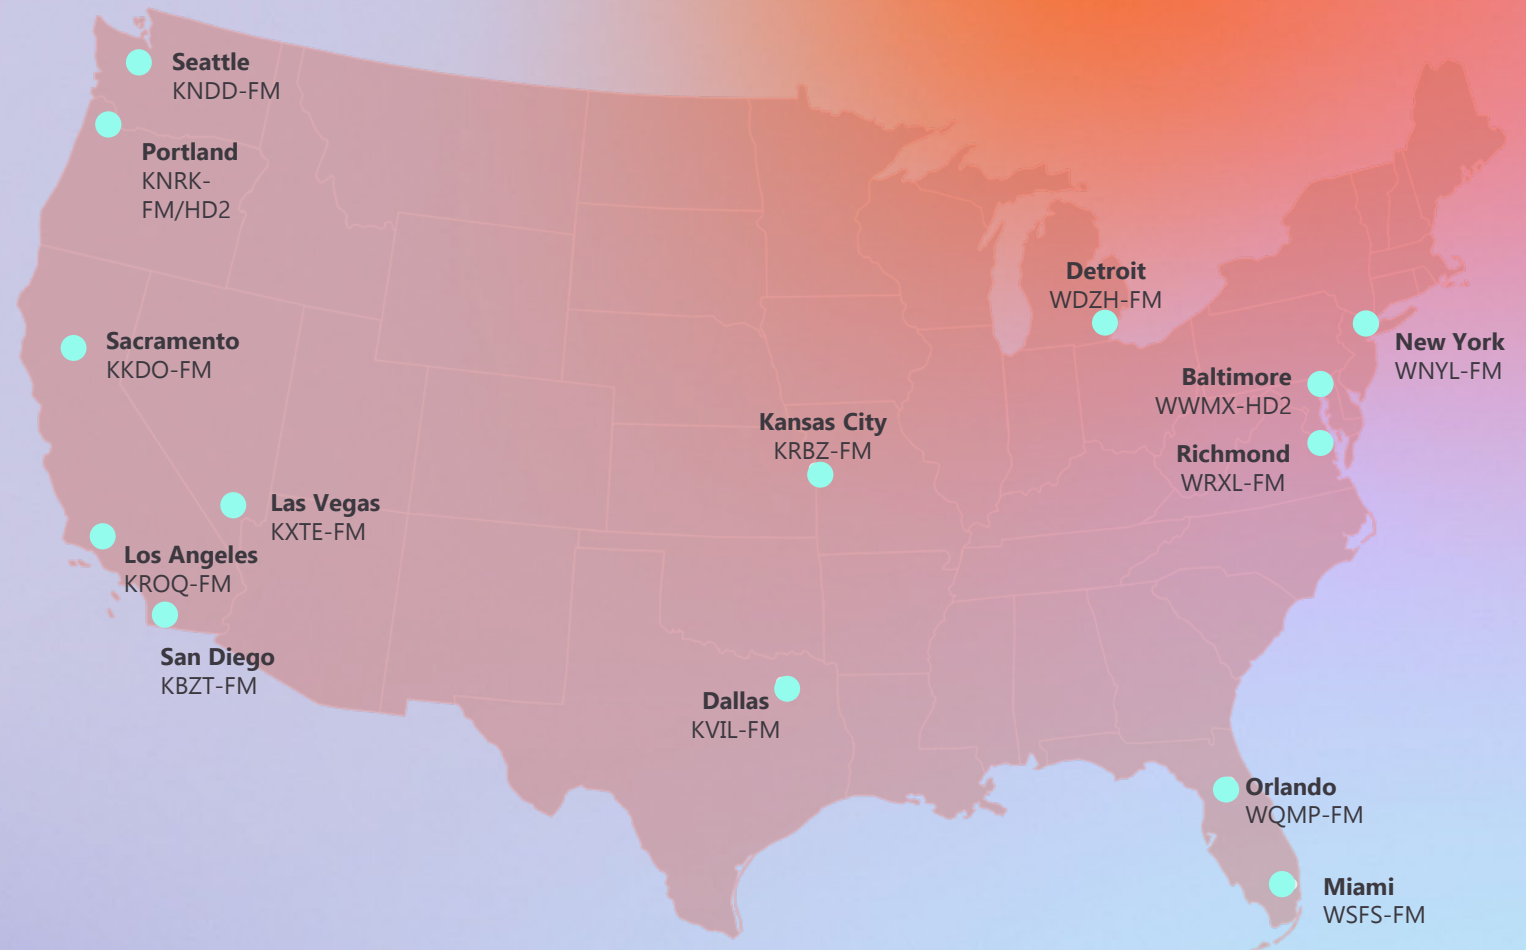 Seattle
KNDD-FM
Portland
KNRK-
FM/HD2
Detroit
WDZH-FM
Sacramento
KKDO-FM
New York
WNYL-FM
Baltimore
WWMX-HD2
Kansas City
KRBZ-FM
Richmond
WRXL-FM
Las Vegas
KXTE-FM
Los Angeles
KROQ-FM
San Diego
KBZT-FM
Dallas
KVIL-FM
Orlando
WQMP-FM
Miami
WSFS-FM